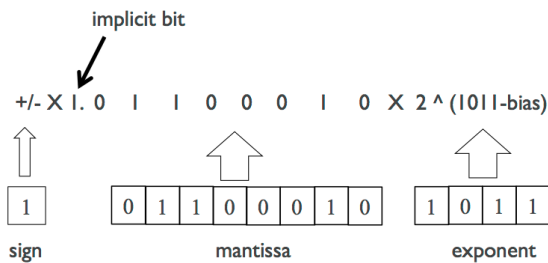 implicit bit
+/- X 1. 0 1 1 0 0 0 1 0 X 2 ^ (1011-bias)
1 0 1 1 0 0 0 1 0 1 0 1 1
sign mantissa exponent